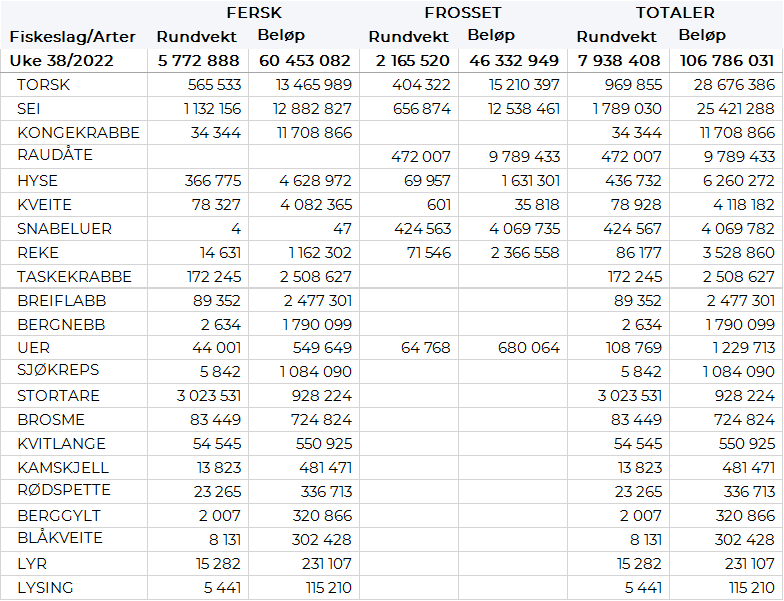 FERSK FROSSET TOTALER
Fiskeslag/Arter Rundvekt Beløp Rundvekt Beløp Rundvekt Beløp
Uke 38/2022 5 772 888 60 453 082 2 165 520 46 332 949 7 938 408 106 786 031
TORSK 565 533 13 465 989 404 322 15 210 397 969 855 28 676 386
SEI 1 132 156 12 882 827 656 874 12 538 461 1 789 030 25 421 288
KONGEKRABBE 34 344 11 708 866 34 344 11 708 866
RAUDÅTE 472 007 9 789 433 472 007 9 789 433
HYSE 366 775 4 628 972 69 957 1 631 301 436 732 6 260 272
KVEITE 78 327 4 082 365 601 35 818 78 928 4 118 182
SNABELUER 4 47 424 563 4 069 735 424 567 4 069 782
REKE 14 631 1 162 302 71 546 2 366 558 86 177 3 528 860
TASKEKRABBE 172 245 2 508 627 172 245 2 508 627
BREIFLABB 89 352 2 477 301 89 352 2 477 301
BERGNEBB 2 634 1 790 099 2 634 1 790 099
UER 44 001 549 649 64 768 680 064 108 769 1 229 713
SJØKREPS 5 842 1 084 090 5 842 1 084 090
STORTARE 3 023 531 928 224 3 023 531 928 224
BROSME 83 449 724 824 83 449 724 824
KVITLANGE 54 545 550 925 54 545 550 925
KAMSKJELL 13 823 481 471 13 823 481 471
RØDSPETTE 23 265 336 713 23 265 336 713
BERGGYLT 2 007 320 866 2 007 320 866
BLÅKVEITE 8 131 302 428 8 131 302 428
LYR 15 282 231 107 15 282 231 107
LYSING 5 441 115 210 5 441 115 210